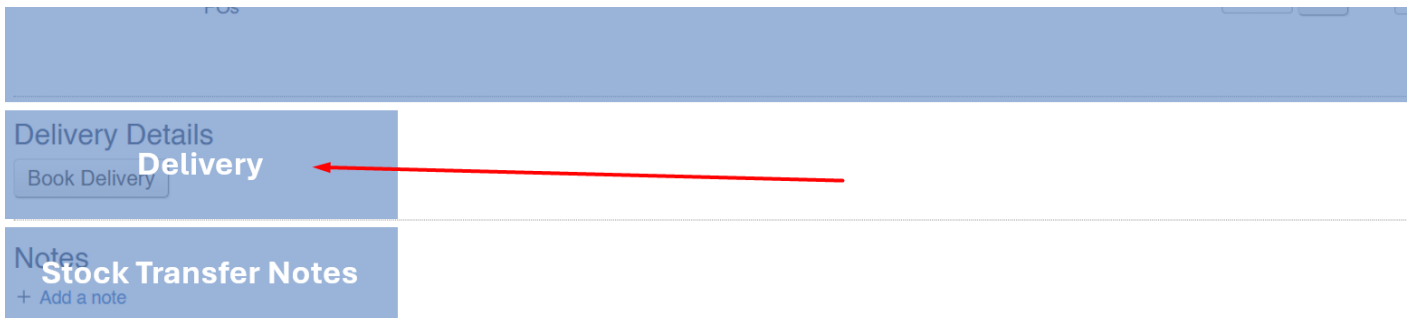 POs
Delivery Details
Delivery
Book Delivery
Notes
Stock Transfer Notes
+ Add a note